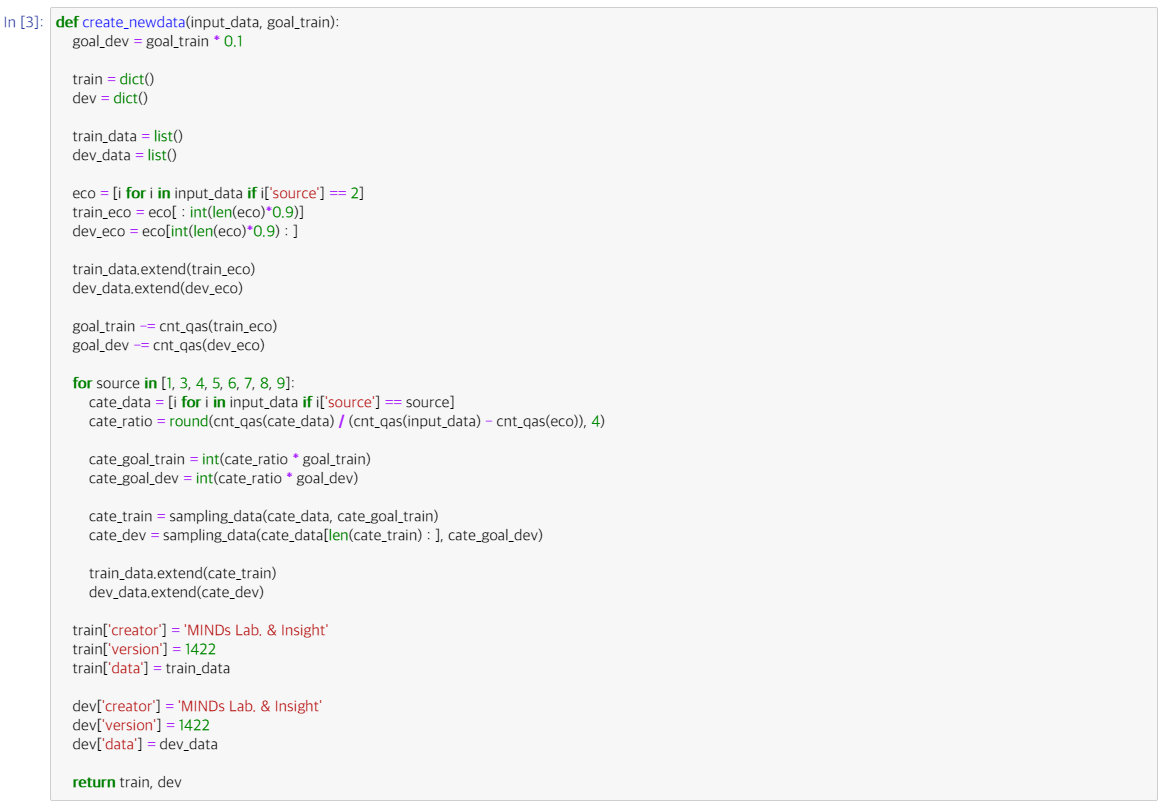 In [3]:
def create_newdata(input_data, goal_train):
    goal_dev = goal_train * 0.1

    train = dict()
    dev = dict()

    train_data = list()
    dev_data = list()

    eco = [i for i in input_data if i['source'] == 2]
    train_eco = eco[ : int(len(eco)*0.9)]
    dev_eco = eco[int(len(eco)*0.9) : ]

    train_data.extend(train_eco)
    dev_data.extend(dev_eco)

    goal_train -= cnt_qas(train_eco)
    goal_dev -= cnt_qas(dev_eco)

    for source in [1, 3, 4, 5, 6, 7, 8, 9]:
        cate_data = [i for i in input_data if i['source'] == source]
        cate_ratio = round(cnt_qas(cate_data) / (cnt_qas(input_data) - cnt_qas(eco)), 4)

        cate_goal_train = int(cate_ratio * goal_train)
        cate_goal_dev = int(cate_ratio * goal_dev)

        cate_train = sampling_data(cate_data, cate_goal_train)
        cate_dev = sampling_data(cate_data[len(cate_train) : ], cate_goal_dev)

        train_data.extend(cate_train)
        dev_data.extend(cate_dev)

    train['creator'] = 'MINDs Lab. & Insight'
    train['version'] = 1422
    train['data'] = train_data

    dev['creator'] = 'MINDs Lab. & Insight'
    dev['version'] = 1422
    dev['data'] = dev_data

    return train, dev